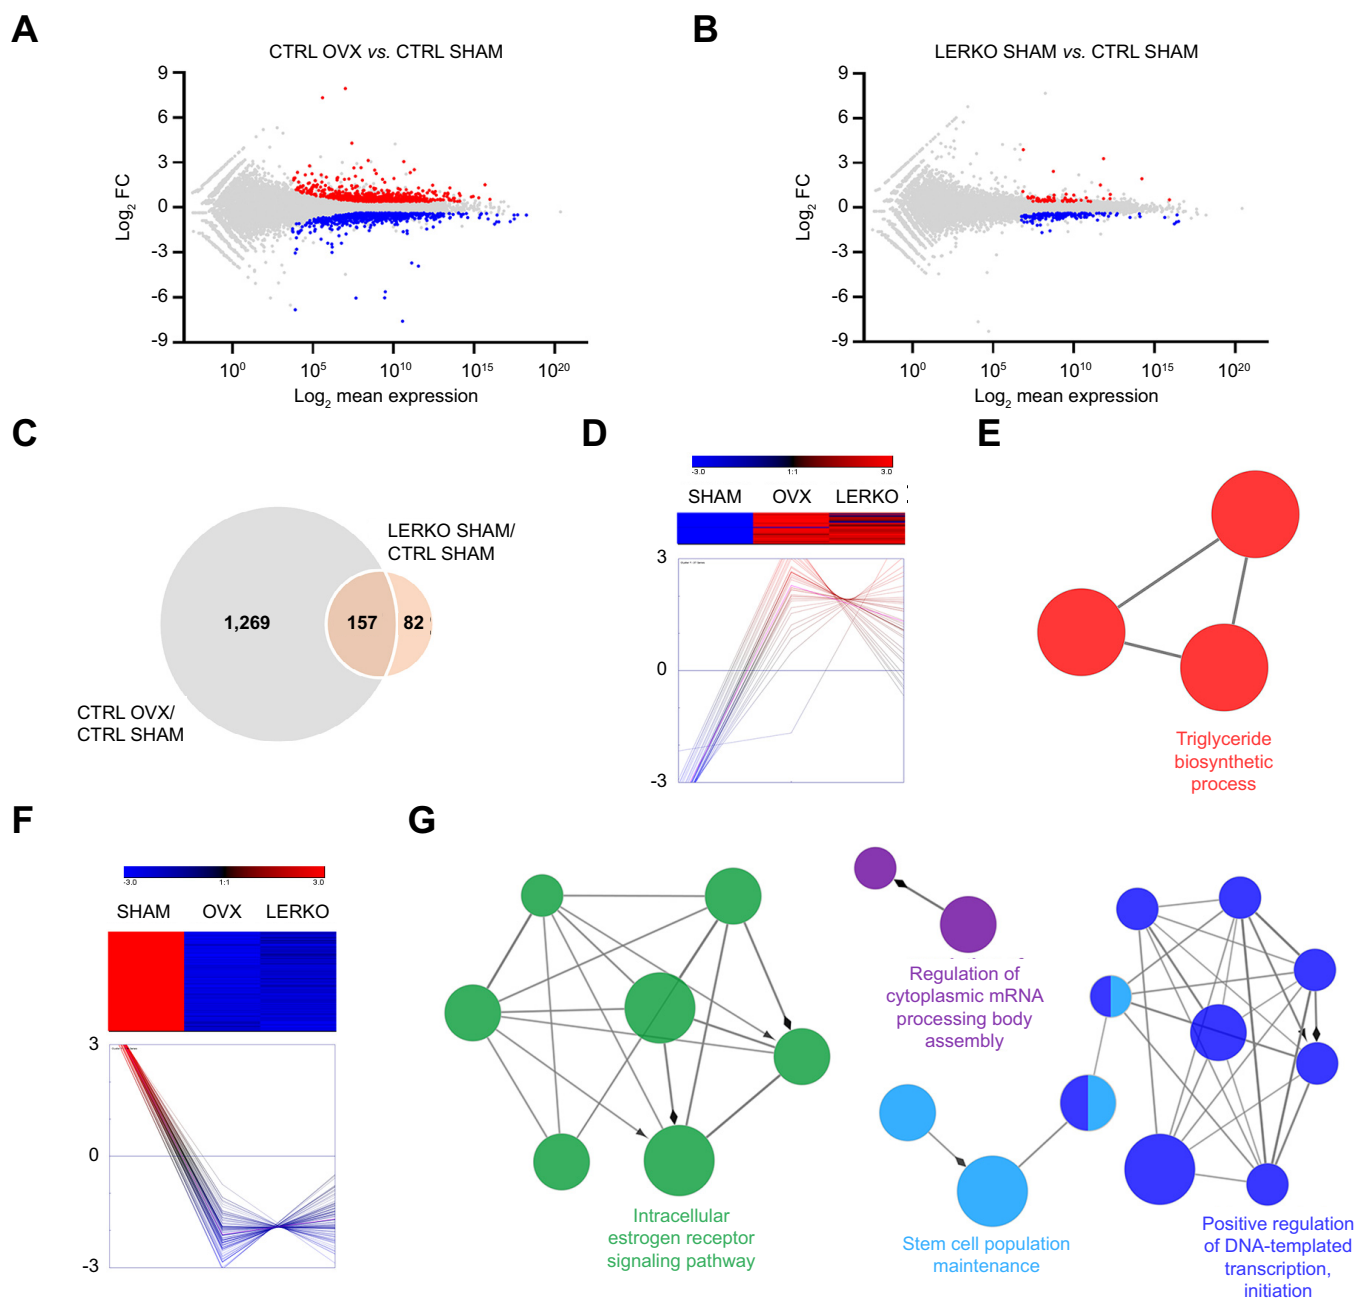 A
CTRL OVX vs. CTRL SHAM
9
6
3
0
-3
-6
-9
Log2 FC
10^0 10^5 10^10 10^15 10^20
Log2 mean expression
B
LERKO SHAM vs. CTRL SHAM
9
6
3
0
-3
-6
-9
Log2 FC
10^0 10^5 10^10 10^15 10^20
Log2 mean expression
C
LERKO SHAM/
CTRL SHAM
1,269 157 82
CTRL OVX/
CTRL SHAM
D
-3.0 1:1 3.0
SHAM OVX LERKO
3
0
-3
E
Triglyceride
biosynthetic
process
F
-3.0 1:1 3.0
SHAM OVX LERKO
3
0
-3
G
Intracellular
estrogen receptor
signaling pathway
Regulation of
cytoplasmic mRNA
processing body
assembly
Stem cell population
maintenance
Positive regulation
of DNA-templated
transcription,
initiation